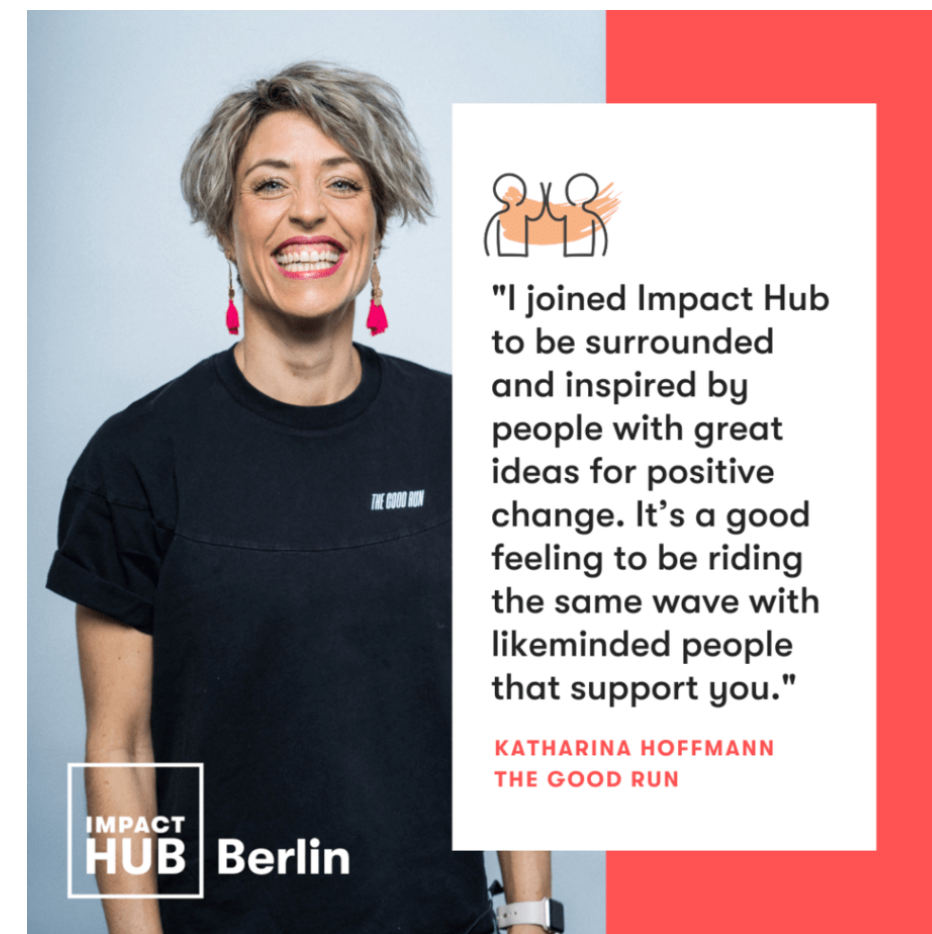 THE GOOD RUN
"I joined Impact Hub
to be surrounded
and inspired by
people with great
ideas for positive
change. It’s a good
feeling to be riding
the same wave with
likeminded people
that support you."
KATHARINA HOFFMANN
THE GOOD RUN
IMPACT
HUB Berlin